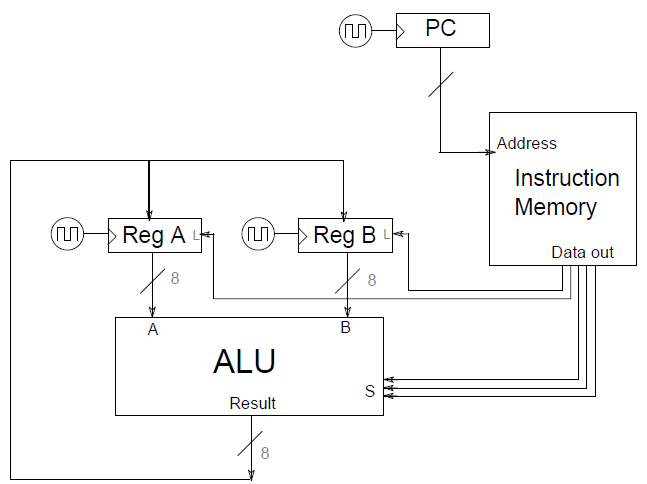 PC
Address
Instruction
Memory
Data out
Reg A L
Reg B L
8
8
A
B
ALU
S
Result
8